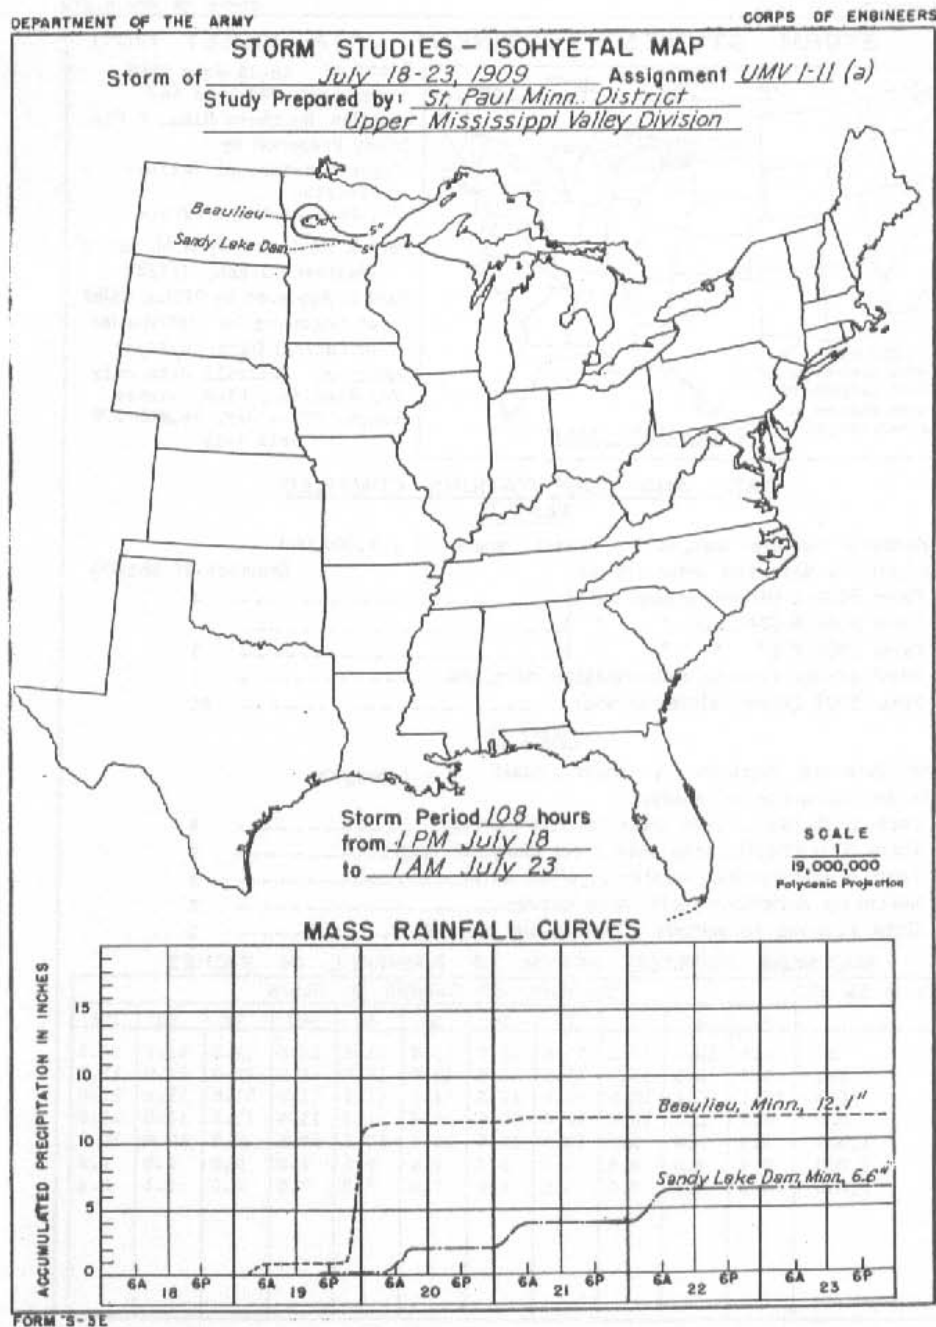 DEPARTMENT OF THE ARMY CORPS OF ENGINEERS
STORM STUDIES - ISOHYETAL MAP
Storm of July 18-23, 1909 Assignment UMV 1-11 (a)
Study Prepared by: St. Paul Minn. District
Upper Mississippi Valley Division
Beaulieu
5"
Sandy Lake Dam
5"
Storm Period 108 hours
from 1 PM July 18
to 1 AM July 23
SCALE
1
19,000,000
Polyconic Projection
MASS RAINFALL CURVES
ACCUMULATED PRECIPITATION IN INCHES
15
10
10
5
0
Beaulieu, Minn., 12.1"
Sandy Lake Dam, Minn. 6.6"
6A 6P 6A 6P 6A 6P 6A 6P 6A 6P 6A 6P
18 19 20 21 22 23
FORM S-3E